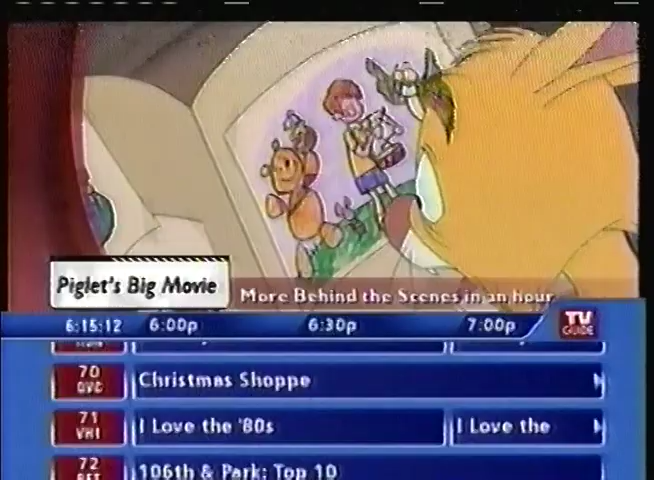 Piglet's Big Movie
More Behind the Scenes in an hour
6:15:12 6:00p 6:30p 7:00p TV GUIDE
70 QVC Christmas Shoppe
71 VH1 I Love the '80s I Love the
72 BET 106th & Park: Top 10